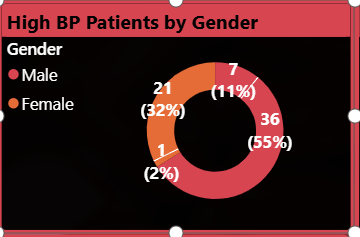 High BP Patients by Gender
Gender
Male
Female
7
(11%)
36
(55%)
1
(2%)
21
(32%)